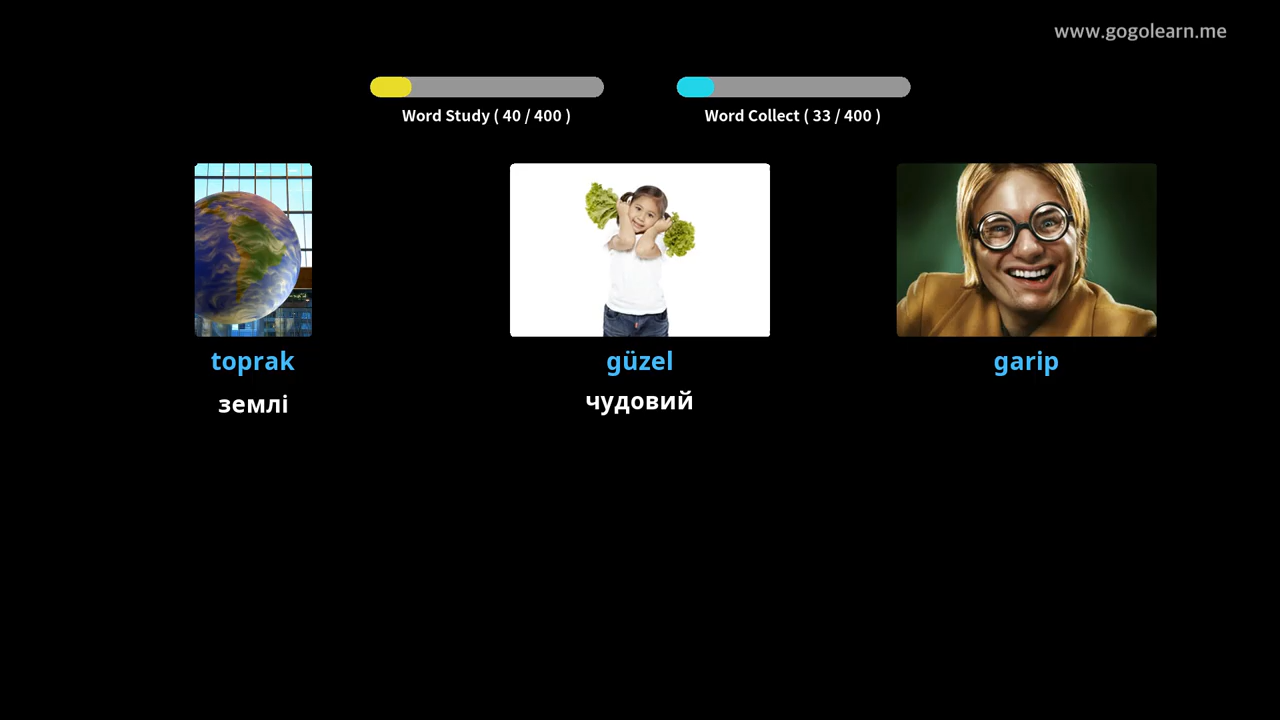 www.gogolearn.me
Word Study ( 40 / 400 )
Word Collect ( 33 / 400 )
toprak
güzel
garip
землі
чудовий